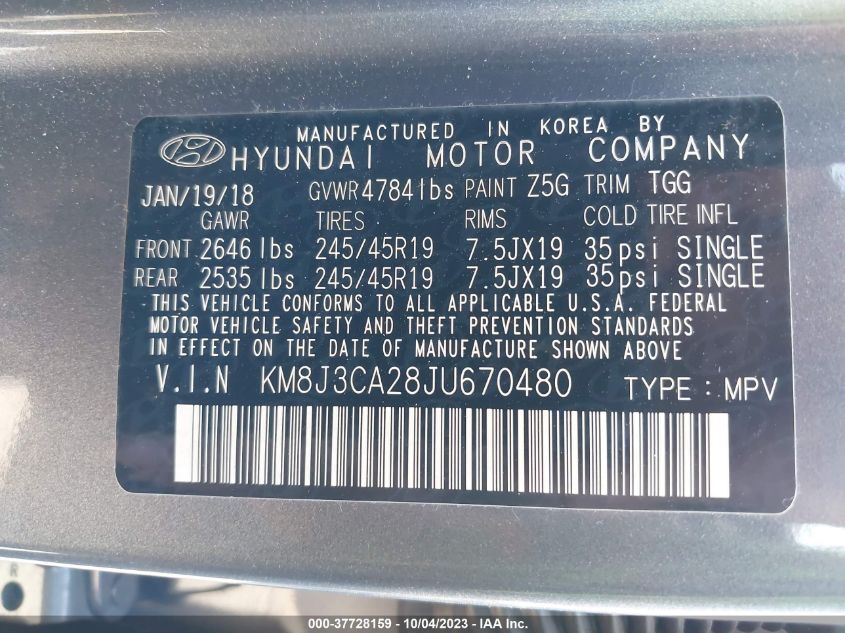 MANUFACTURED IN KOREA BY
HYUNDAI MOTOR COMPANY
JAN/19/18 GVWR 4784 lbs PAINT Z5G TRIM TGG
GAWR TIRES RIMS COLD TIRE INFL
FRONT 2646 lbs 245/45R19 7.5JX19 35psi SINGLE
REAR 2535 lbs 245/45R19 7.5JX19 35psi SINGLE
THIS VEHICLE CONFORMS TO ALL APPLICABLE U.S.A. FEDERAL
MOTOR VEHICLE SAFETY AND THEFT PREVENTION STANDARDS
IN EFFECT ON THE DATE OF MANUFACTURE SHOWN ABOVE
V.I.N KM8J3CA28JU670480 TYPE : MPV
R
000-37728159 - 10/04/2023 - IAA Inc.